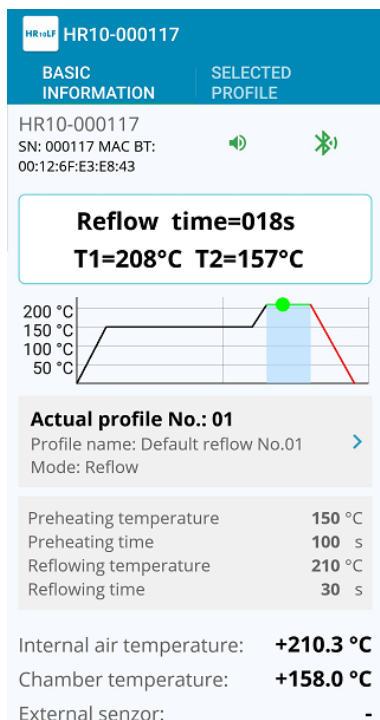 HR10LF HR10-000117
BASIC INFORMATION
SELECTED PROFILE
HR10-000117
SN: 000117 MAC BT:
00:12:6F:E3:E8:43
Reflow time=018s
T1=208°C T2=157°C
200 °C
150 °C
100 °C
50 °C
Actual profile No.: 01
Profile name: Default reflow No.01
Mode: Reflow
Preheating temperature 150 °C
Preheating time 100 s
Reflowing temperature 210 °C
Reflowing time 30 s
Internal air temperature: +210.3 °C
Chamber temperature: +158.0 °C
External senzor: -